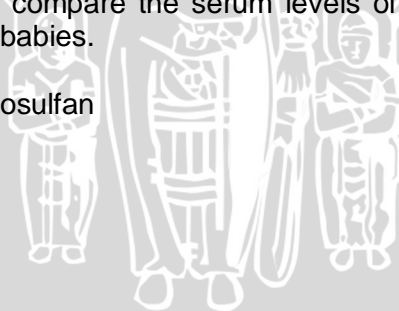 compare the serum levels of
babies.
osulfan